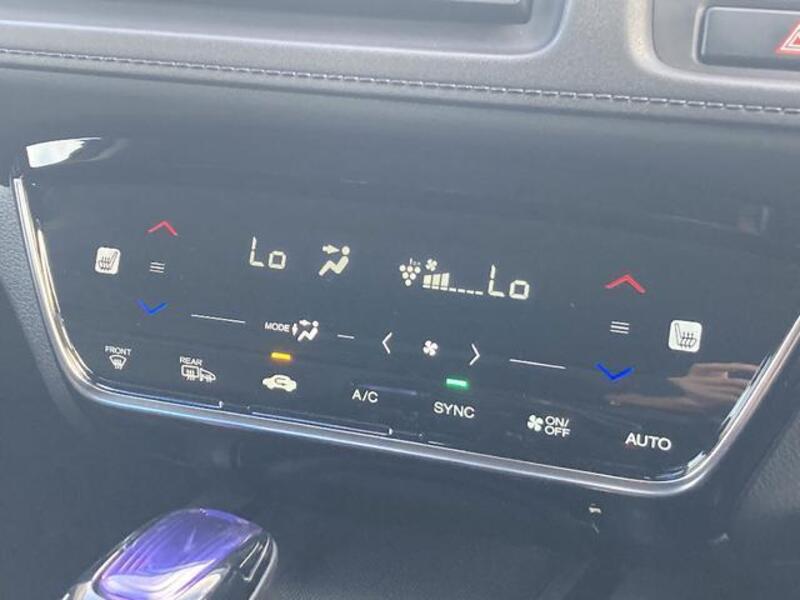 Lo Lo
MODE
FRONT
REAR
A/C
SYNC
ON/
OFF
AUTO